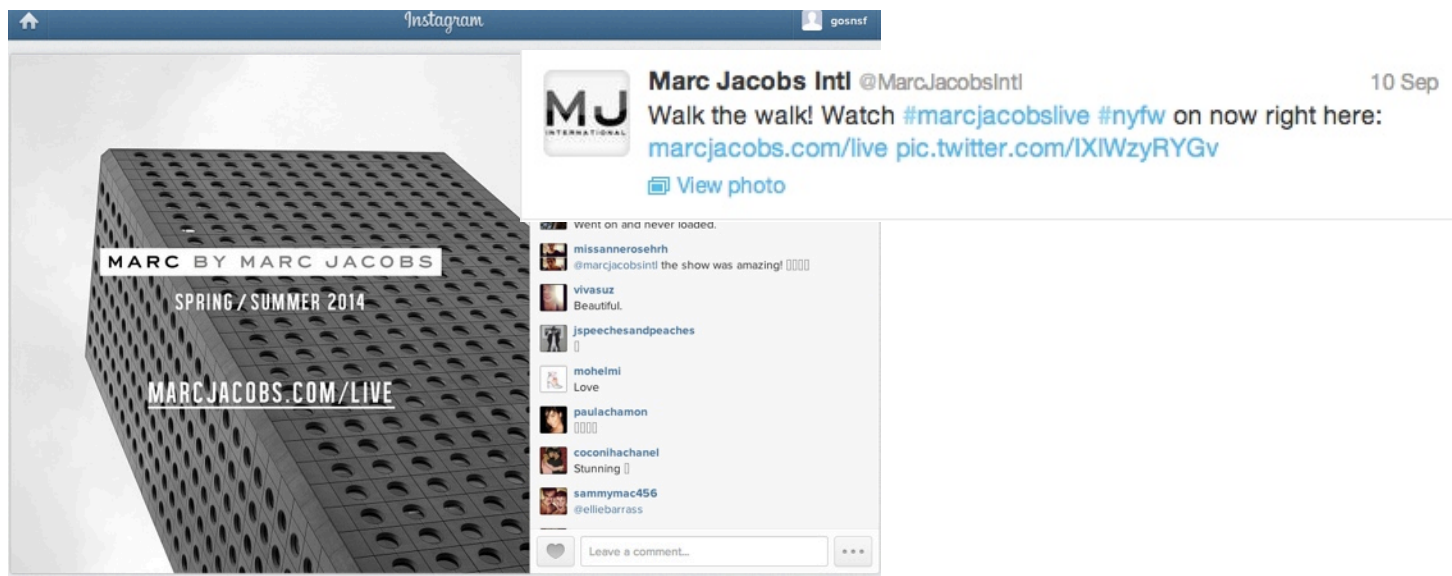 Instagram
gosnsf
Marc Jacobs Intl @MarcJacobsIntl 10 Sep
Walk the walk! Watch #marcjacobslive #nyfw on now right here:
marcjacobs.com/live pic.twitter.com/IXlWzyRYGv
View photo
MJ
INTERNATIONAL
MARC BY MARC JACOBS
SPRING / SUMMER 2014
MARCJACOBS.COM/LIVE
Went on and never loaded.
missannerosehrh
@marcjacobsintl the show was amazing!
vivasuz
Beautiful.
jspeechesandpeaches
mohelmi
Love
paulachamon
coconihachanel
Stunning
sammymac456
@elliebarrass
Leave a comment...